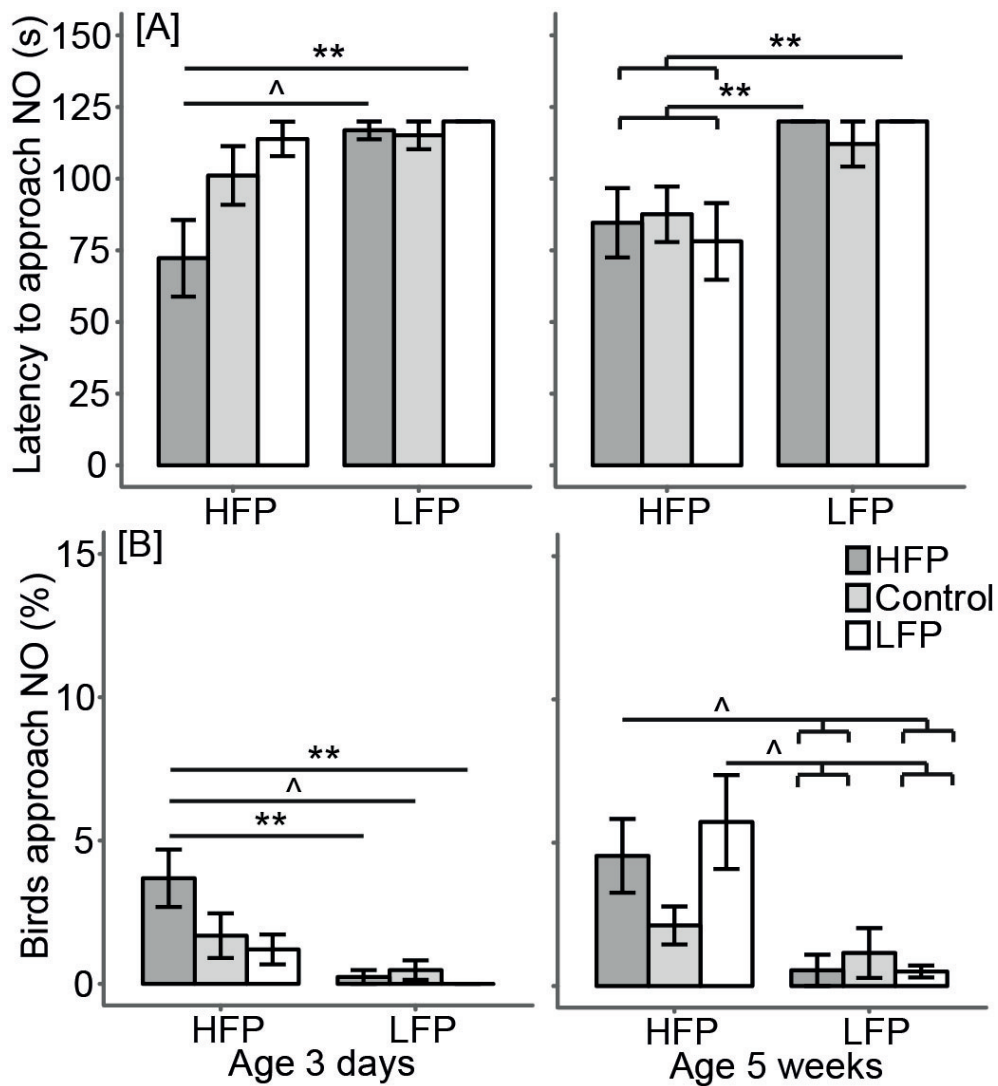 [A]
Latency to approach NO (s)
150
125
100
75
50
25
0
**
^
**
**
HFP
LFP
HFP
LFP
[B]
Birds approach NO (%)
15
10
5
0
**
^
**
^
^
HFP
Control
LFP
HFP
LFP
HFP
LFP
Age 3 days
Age 5 weeks